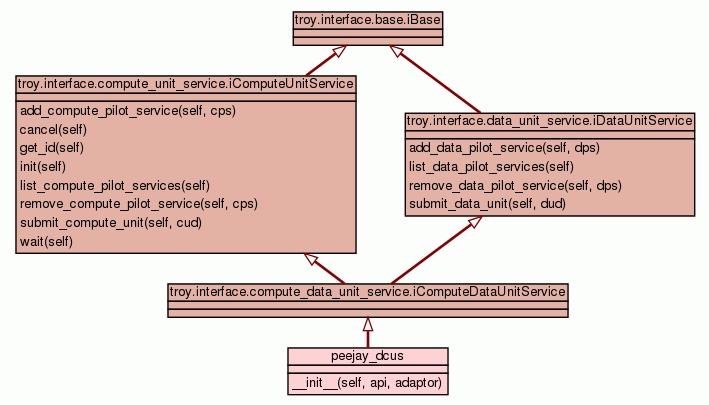 troy.interface.base.iBase
troy.interface.compute_unit_service.iComputeUnitService
add_compute_pilot_service(self, cps)
cancel(self)
get_id(self)
init(self)
list_compute_pilot_services(self)
remove_compute_pilot_service(self, cps)
submit_compute_unit(self, cud)
wait(self)
troy.interface.data_unit_service.iDataUnitService
add_data_pilot_service(self, dps)
list_data_pilot_services(self)
remove_data_pilot_service(self, dps)
submit_data_unit(self, dud)
troy.interface.compute_data_unit_service.iComputeDataUnitService
peejay_dcus
__init__(self, api, adaptor)